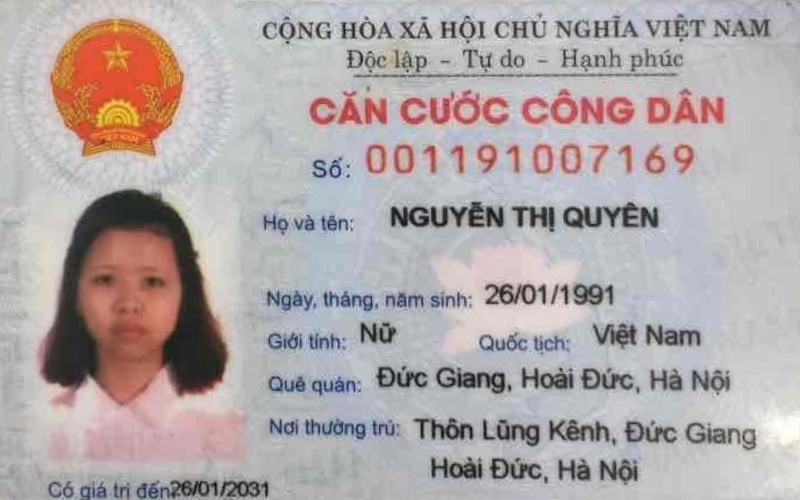 CỘNG HÒA XÃ HỘI CHỦ NGHĨA VIỆT NAM
Độc lập - Tự do - Hạnh phúc
CĂN CƯỚC CÔNG DÂN
Số: 001191007169
Họ và tên: NGUYỄN THỊ QUYÊN
Ngày, tháng, năm sinh: 26/01/1991
Giới tính: Nữ Quốc tịch: Việt Nam
Quê quán: Đức Giang, Hoài Đức, Hà Nội
Nơi thường trú: Thôn Lũng Kênh, Đức Giang
Hoài Đức, Hà Nội
Có giá trị đến 26/01/2031